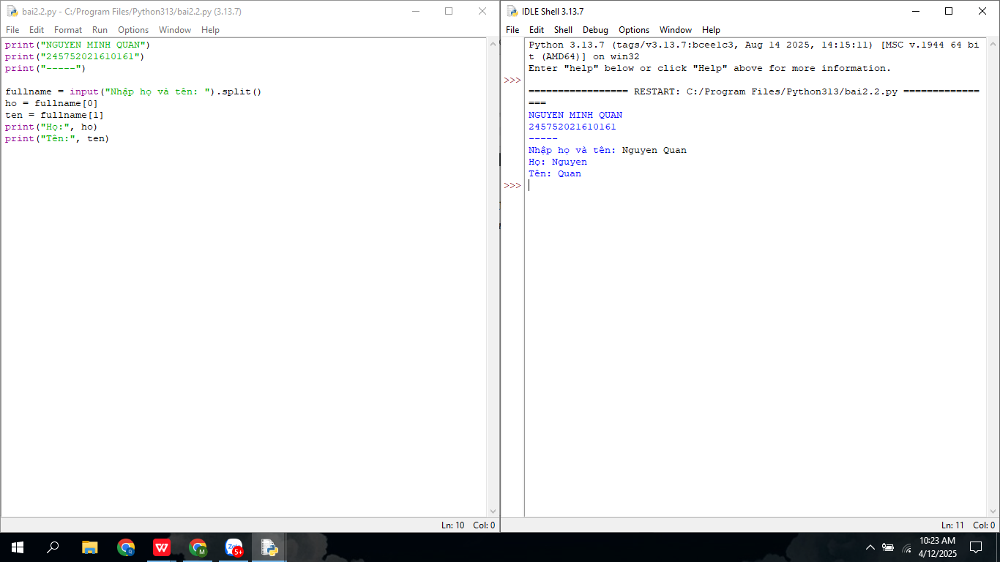 bai2.2.py - C:/Program Files/Python313/bai2.2.py (3.13.7)
File Edit Format Run Options Window Help
print("NGUYEN MINH QUAN")
print("245752021610161")
print("-----")
fullname = input("Nhập họ và tên: ").split()
ho = fullname[0]
ten = fullname[1]
print("Họ:", ho)
print("Tên:", ten)
Ln: 10 Col: 0
IDLE Shell 3.13.7
File Edit Shell Debug Options Window Help
Python 3.13.7 (tags/v3.13.7:bcee1c3, Aug 14 2025, 14:15:11) [MSC v.1944 64 bi
t (AMD64)] on win32
Enter "help" below or click "Help" above for more information.
>>>
================= RESTART: C:/Program Files/Python313/bai2.2.py =============
===
NGUYEN MINH QUAN
245752021610161
-----
Nhập họ và tên: Nguyen Quan
Họ: Nguyen
Tên: Quan
>>>
Ln: 11 Col: 0
Q
W
M
Zalo
5+
10:23 AM
4/12/2025